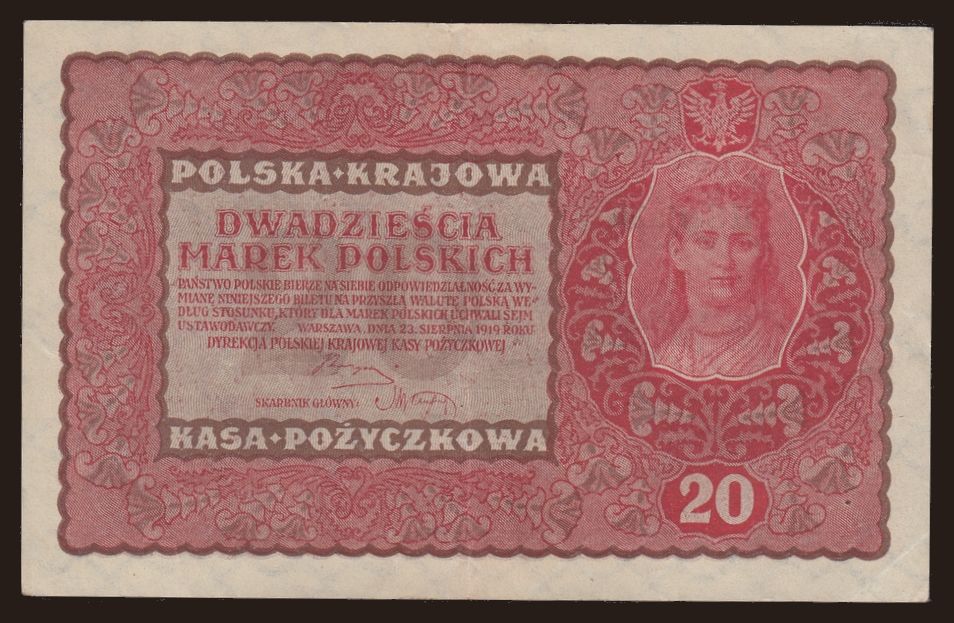 POLSKA·KRAJOWA
DWADZIEŚCIA
MAREK POLSKICH
PAŃSTWO POLSKIE BIERZE NA SIEBIE ODPOWIEDZIALNOŚĆ ZA WY-
MIANĘ NINIEJSZEGO BILETU NA PRZYSZŁĄ WALUTĘ POLSKĄ WE-
DŁUG STOSUNKU, KTÓRY DLA MAREK POLSKICH UCHWALI SEJM
USTAWODAWCZY. WARSZAWA, DNIA 23. SIERPNIA 1919 ROKU
DYREKCJA POLSKIEJ KRAJOWEJ KASY POŻYCZKOWEJ
SKARBNIK GŁÓWNY:
KASA·POŻYCZKOWA
20